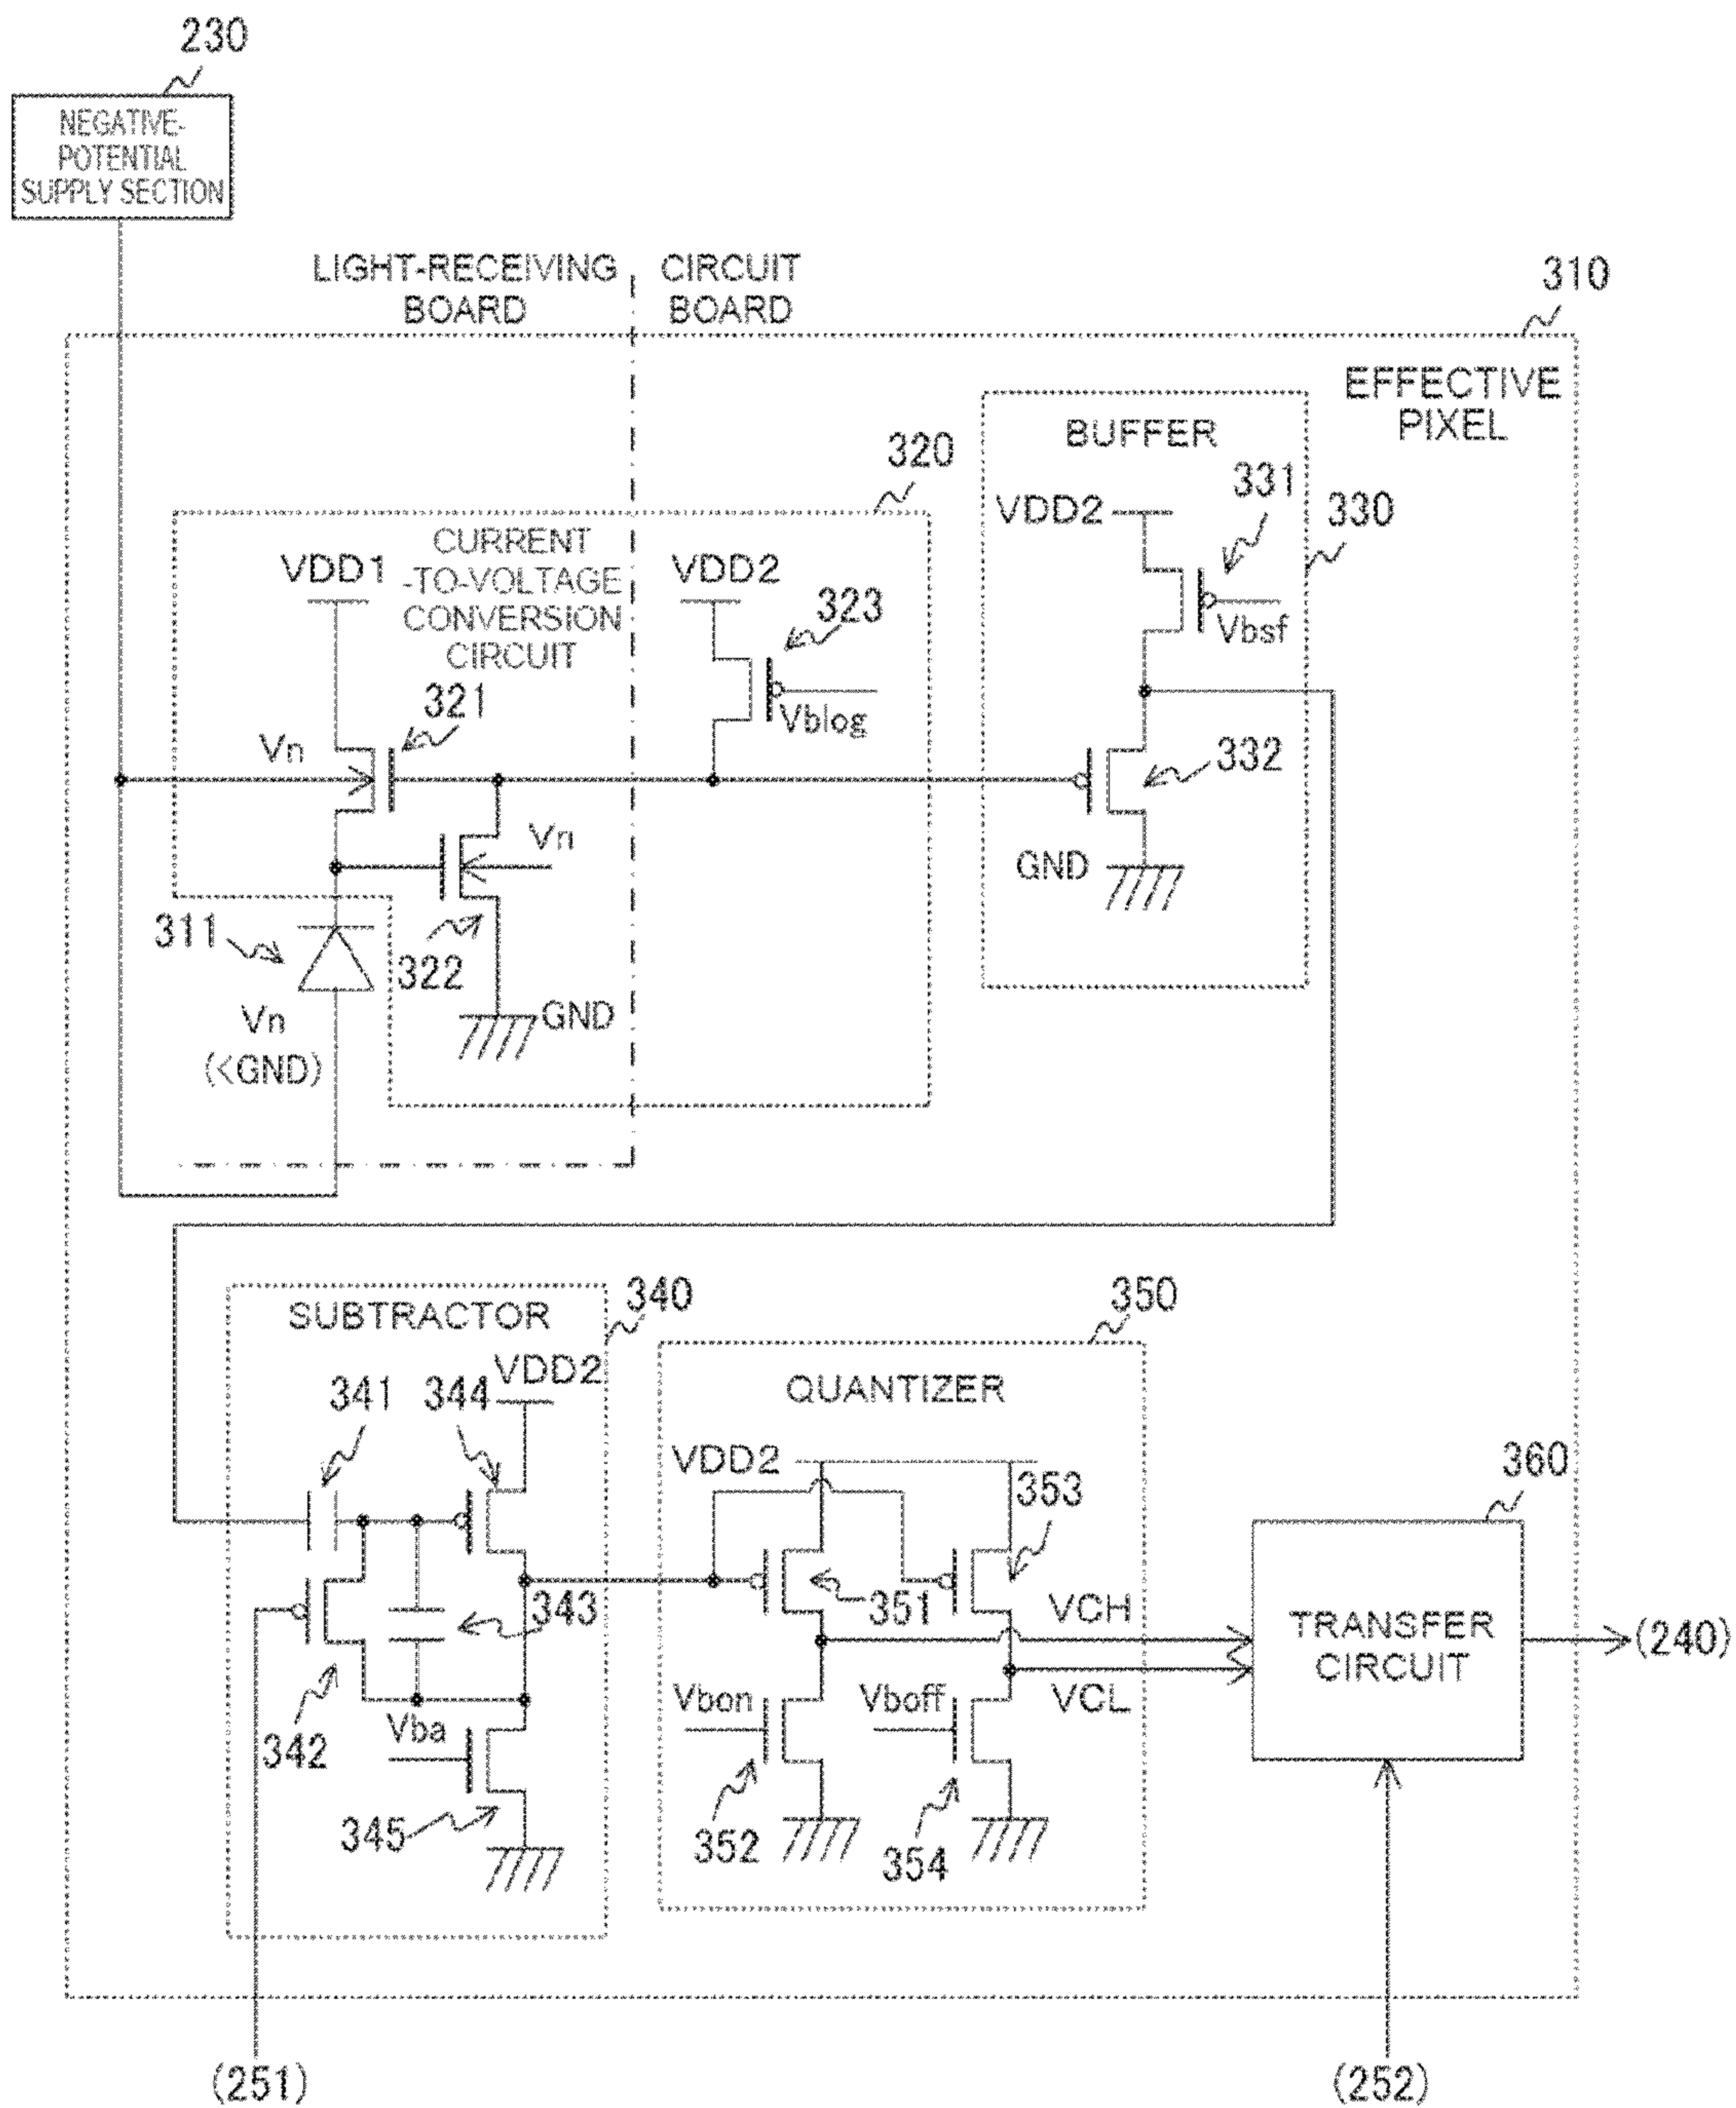 230
NEGATIVE-
POTENTIAL
SUPPLY SECTION
LIGHT-RECEIVING
BOARD
CIRCUIT
BOARD
310
EFFECTIVE
PIXEL
BUFFER
320
331
VDD2
330
CURRENT
-TO-VOLTAGE
CONVERSION
CIRCUIT
VDD1
VDD2
323
Vbsf
321
Vblog
Vn
332
Vn
GND
311
322
Vn
(<GND)
GND
340
350
SUBTRACTOR
VDD2
341
344
QUANTIZER
VDD2
353
360
343
351
VCH
TRANSFER
CIRCUIT
(240)
Vba
Vbon
Vboff
VCL
342
345
352
354
(251)
(252)